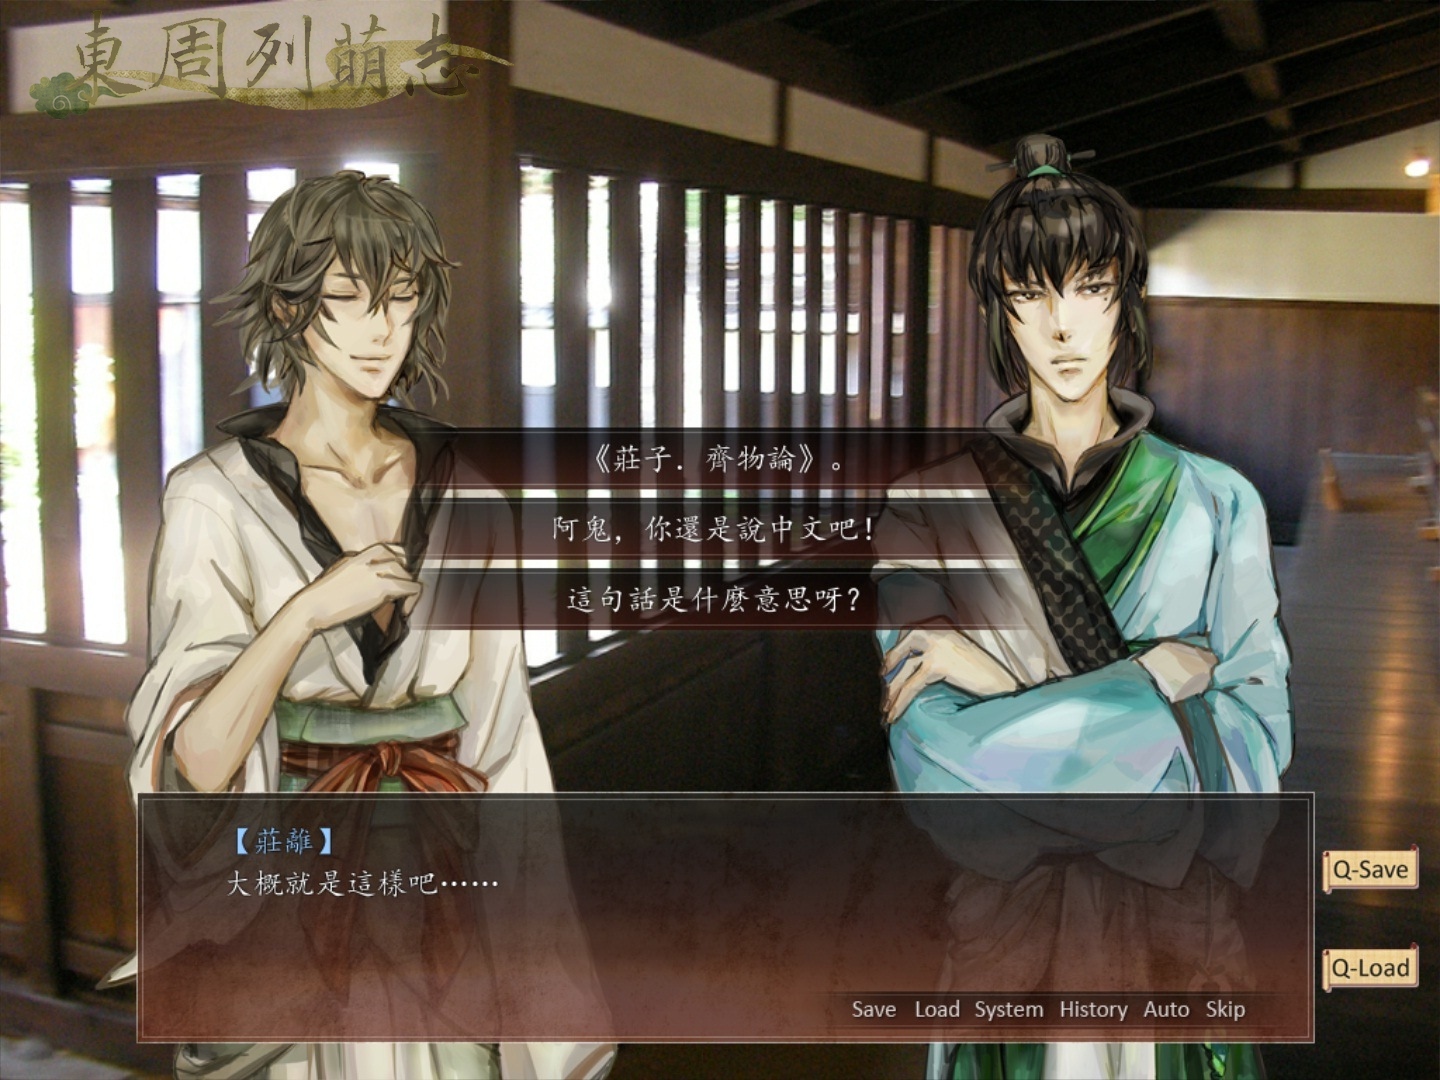 東周列萌志
《莊子．齊物論》。
阿鬼，你還是說中文吧！
這句話是什麼意思呀？
【莊離】
大概就是這樣吧……
Q-Save
Q-Load
Save Load System History Auto Skip